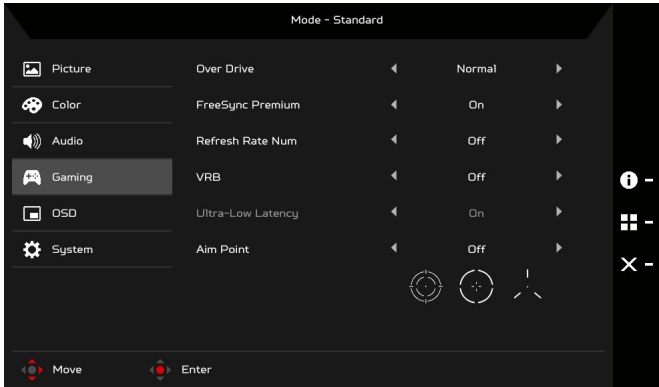 Mode - Standard
Picture
Over Drive Normal
Color
FreeSync Premium On
Audio
Refresh Rate Num Off
Gaming
VRB Off
OSD
Ultra-Low Latency On
System
Aim Point Off
Move Enter